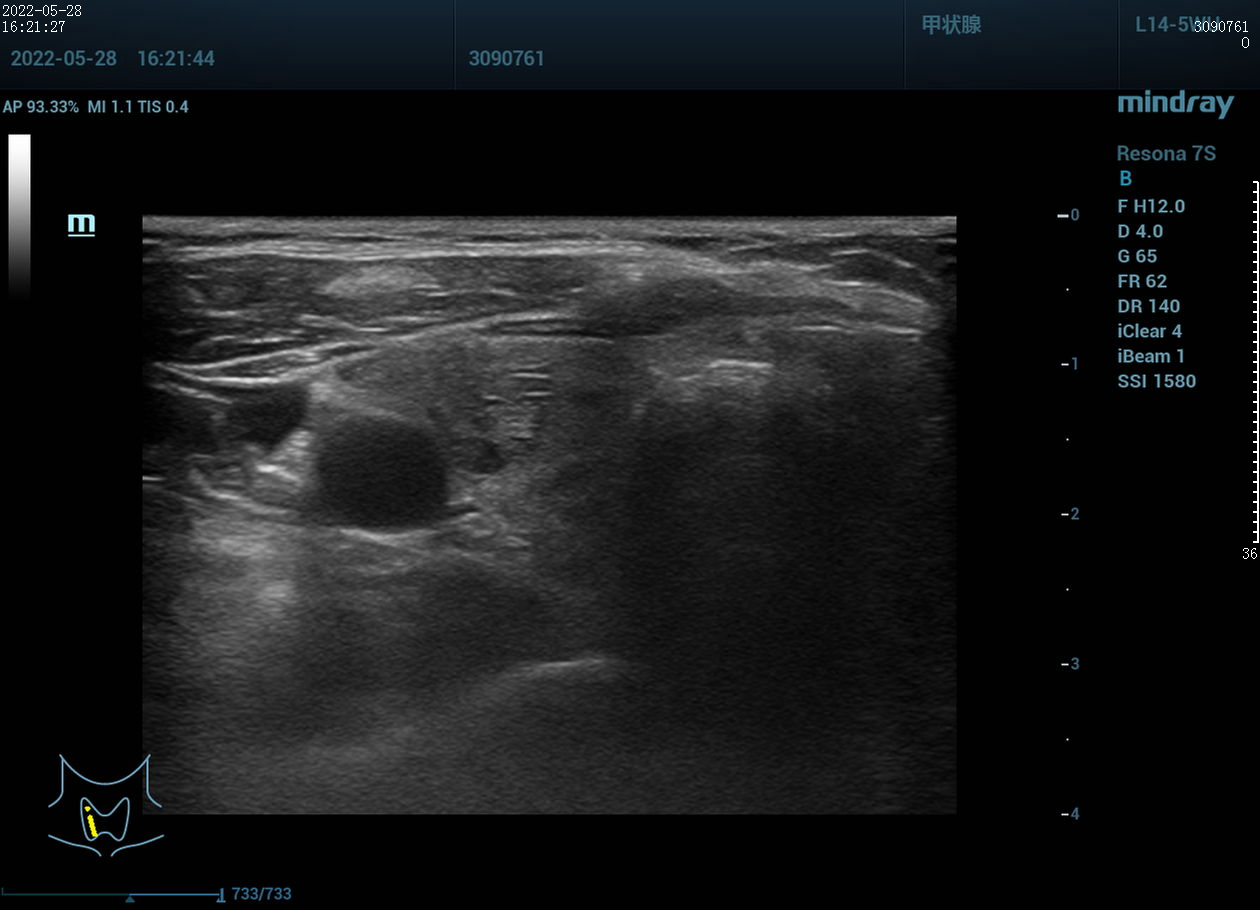 2022-05-28
16:21:27
2022-05-28 16:21:44
3090761
甲状腺
3090761
0
AP 93.33% MI 1.1 TIS 0.4
mindray
Resona 7S
B
F H12.0
D 4.0
G 65
FR 62
DR 140
iClear 4
iBeam 1
SSI 1580
m
0
1
2
3
4
36
733/733